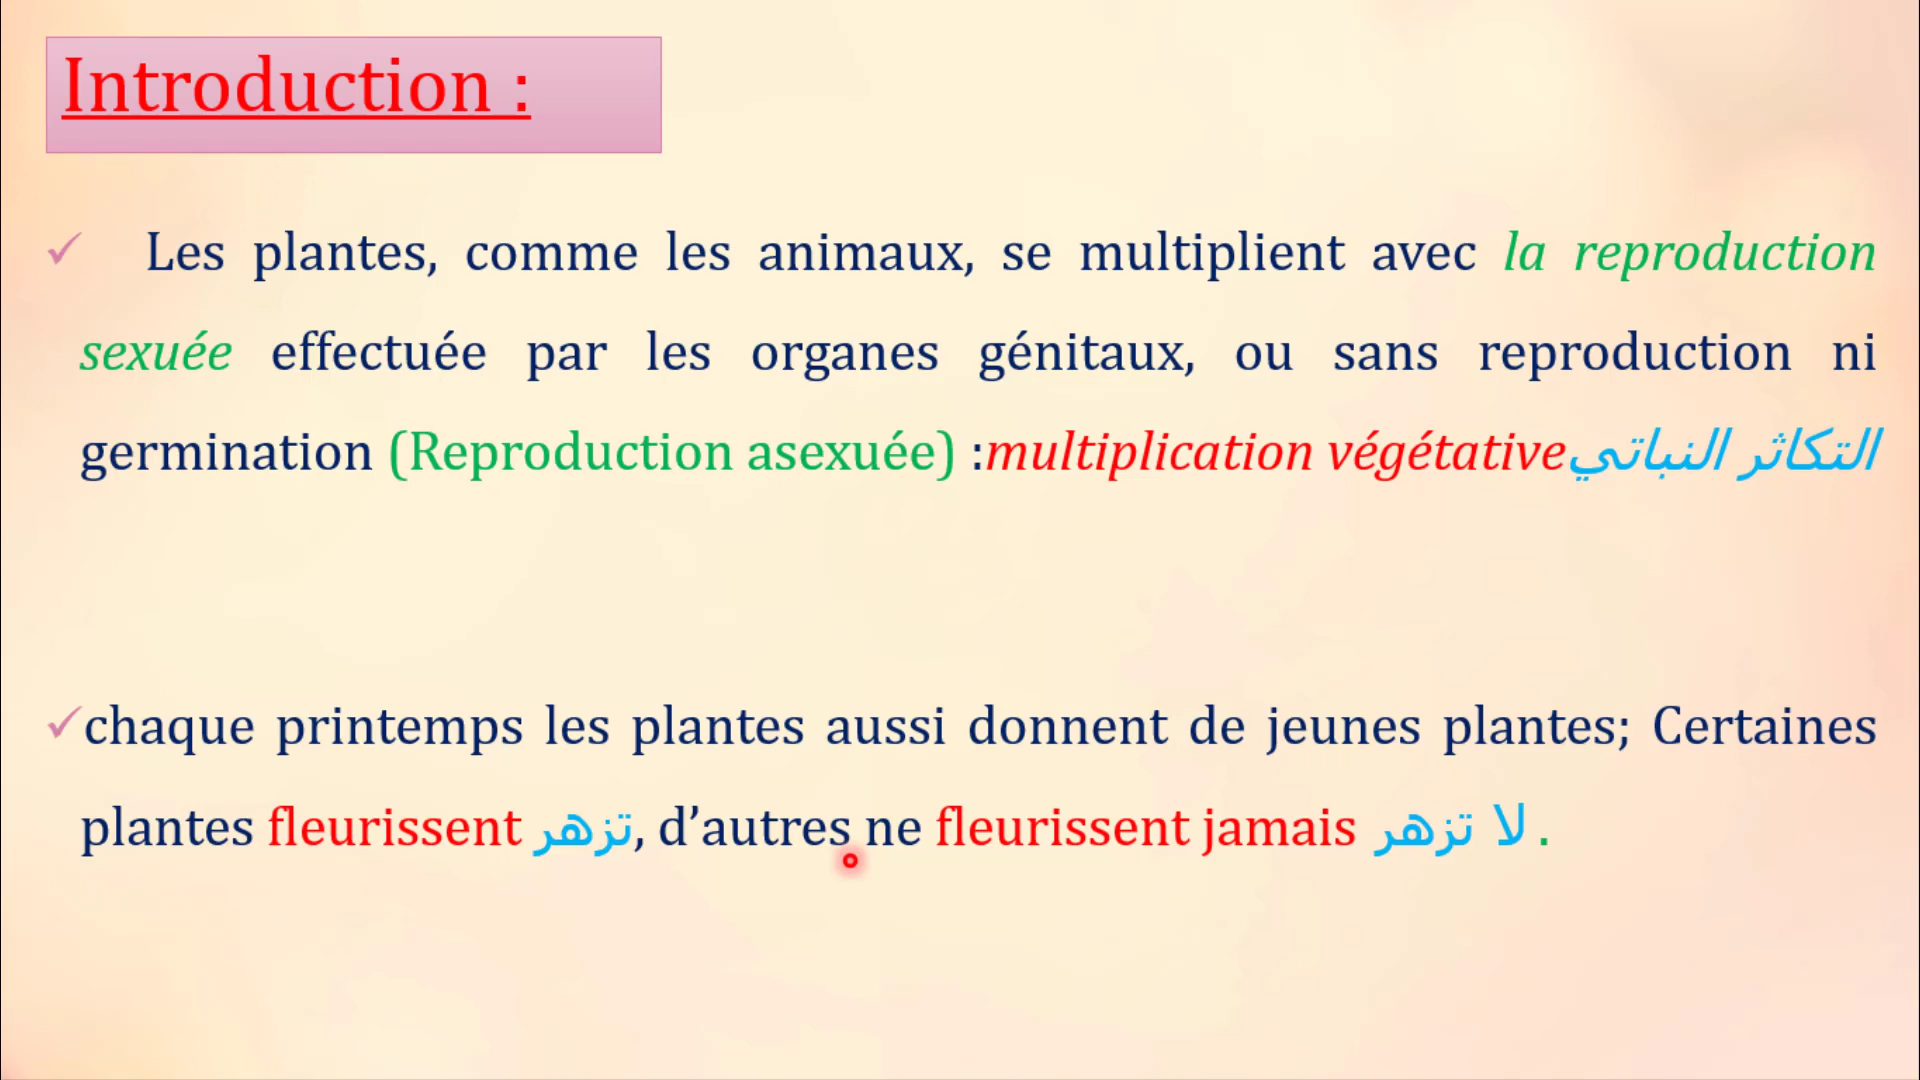 Introduction :
✓ Les plantes, comme les animaux, se multiplient avec la reproduction
sexuée effectuée par les organes génitaux, ou sans reproduction ni
germination (Reproduction asexuée) :multiplication végétativeالتكاثر النباتي
✓chaque printemps les plantes aussi donnent de jeunes plantes; Certaines
plantes fleurissent تزهر, d’autres ne fleurissent jamais لا تزهر.